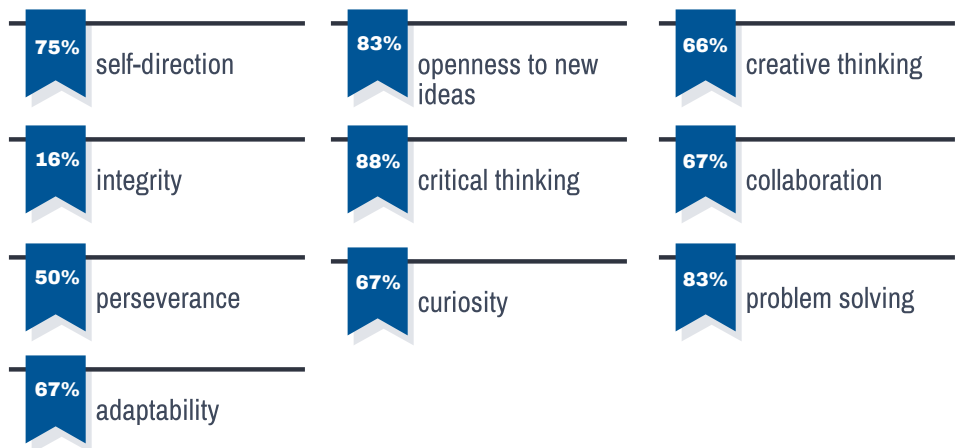 75%
self-direction
83%
openness to new
ideas
66%
creative thinking
16%
integrity
88%
critical thinking
67%
collaboration
50%
perseverance
67%
curiosity
83%
problem solving
67%
adaptability